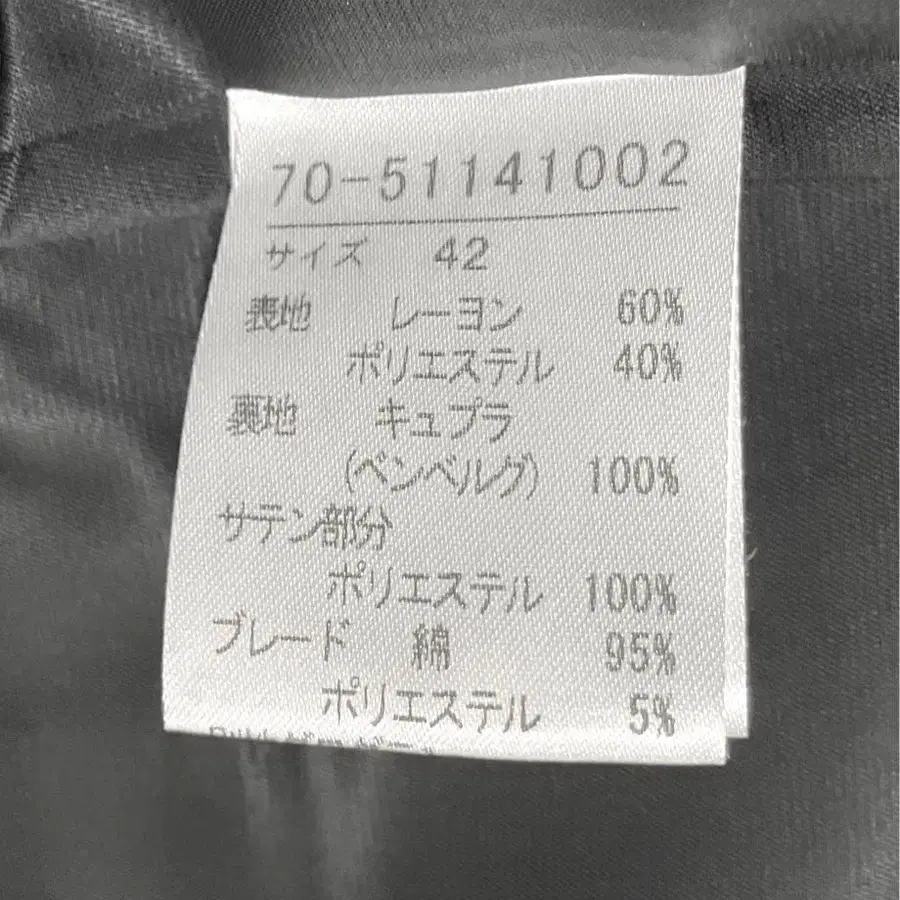 70-51141002
サイズ 42
表地 レーヨン 60%
ポリエステル 40%
裏地 キュプラ
(ベンベルグ) 100%
サテン部分
ポリエステル 100%
ブレード 綿 95%
ポリエステル 5%